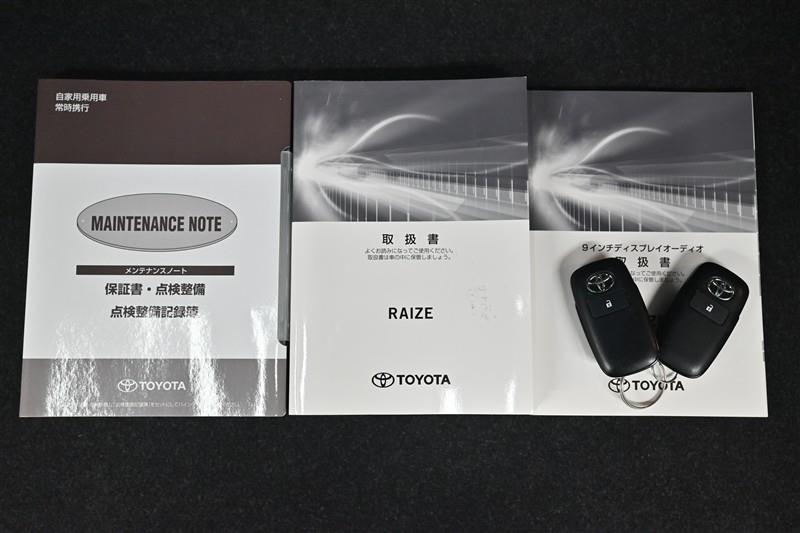 自家用乗用車
常時携行
MAINTENANCE NOTE
メンテナンスノート
保証書・点検整備
点検整備記録簿
TOYOTA
取扱書
よくお読みになってご使用ください。
取扱書は車の中に保管しましょう。
RAIZE
TOYOTA
9インチディスプレイオーディオ
取扱書